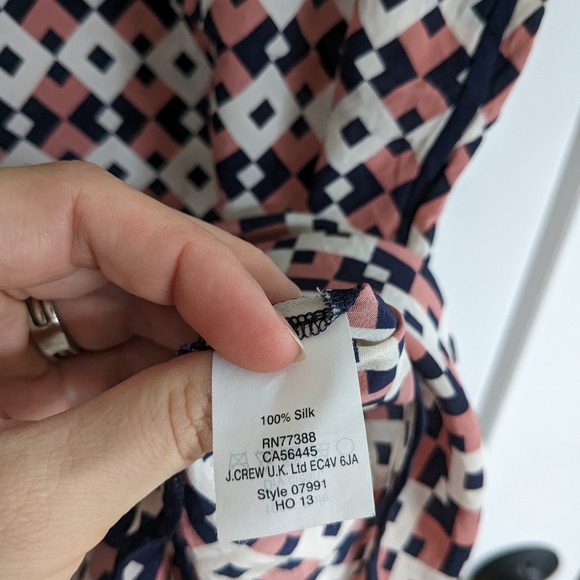 100% Silk
RN77388
CA56445
J.CREW U.K. Ltd EC4V 6JA
Style 07991
HO 13